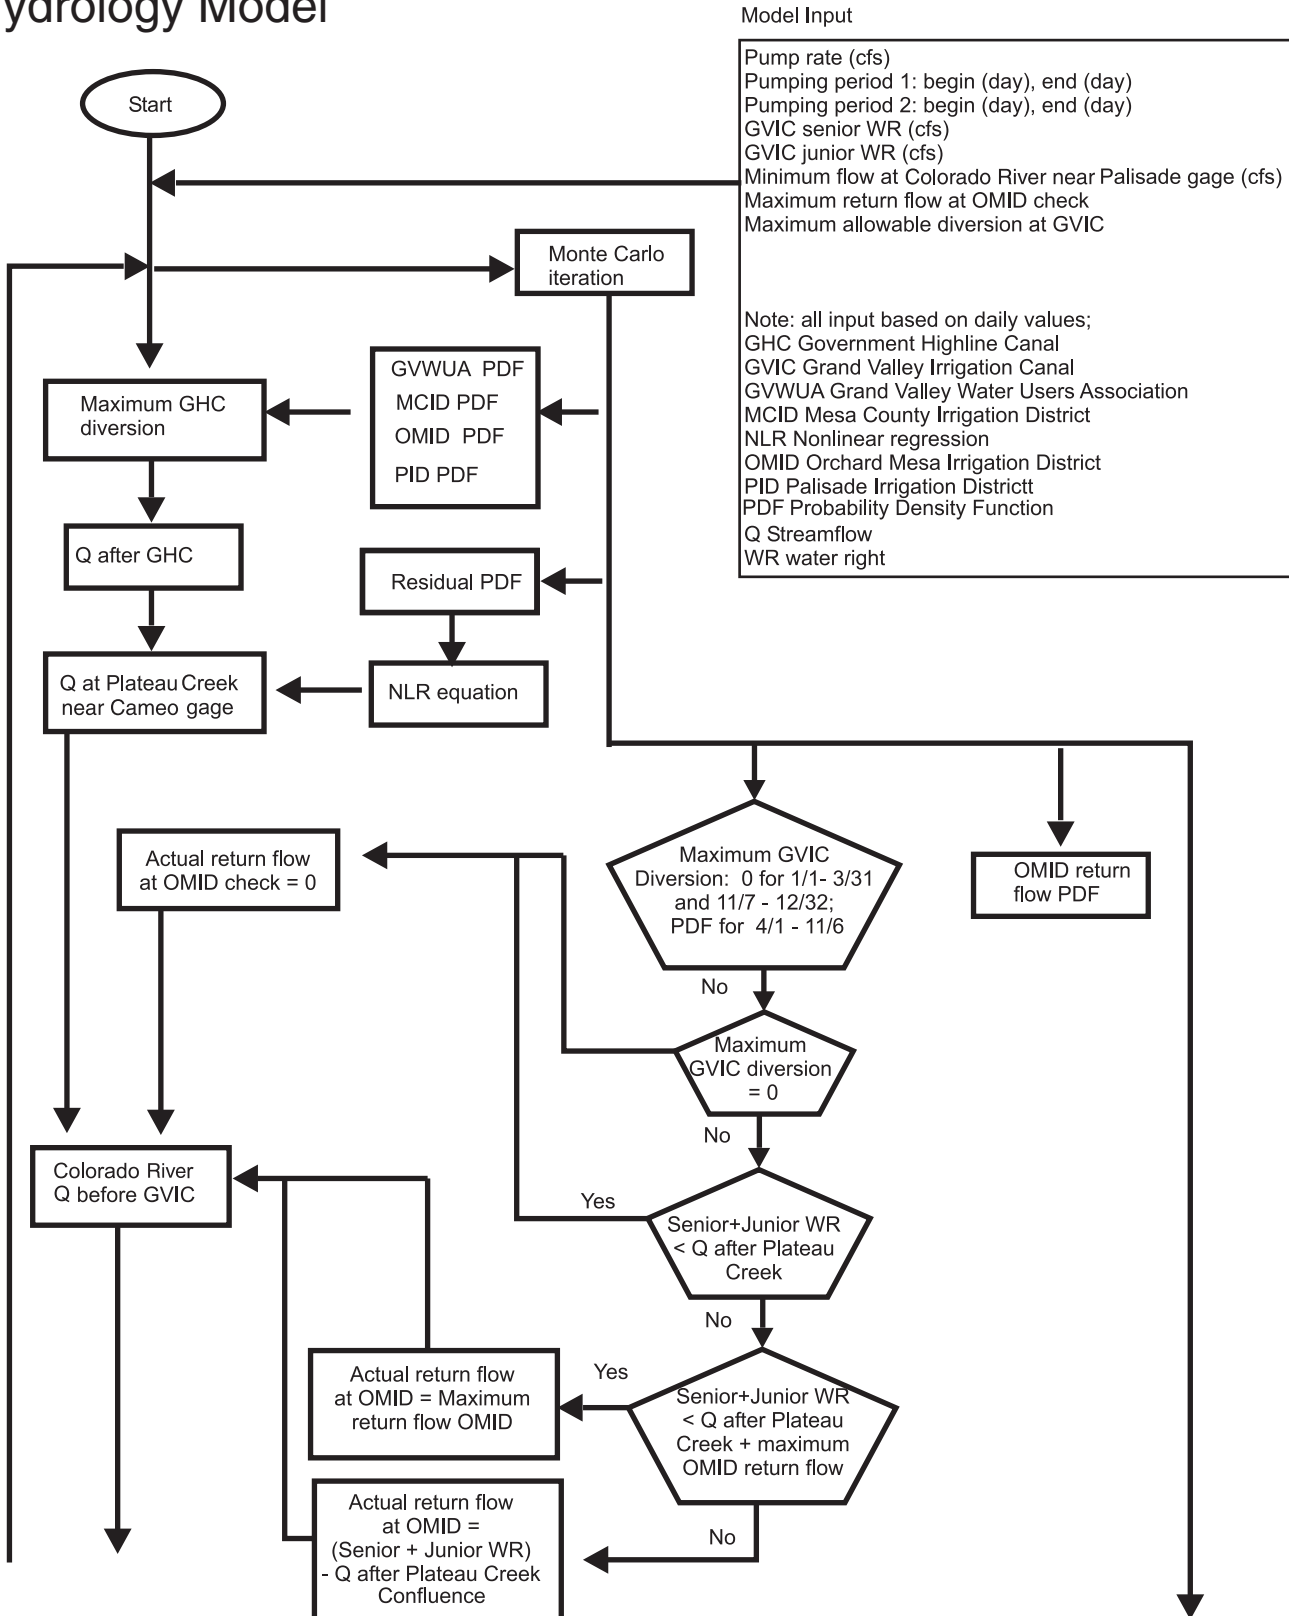 ydrology Model
Model Input
Pump rate (cfs)
Pumping period 1: begin (day), end (day)
Pumping period 2: begin (day), end (day)
GVIC senior WR (cfs)
GVIC junior WR (cfs)
Minimum flow at Colorado River near Palisade gage (cfs)
Maximum return flow at OMID check
Maximum allowable diversion at GVIC
Note: all input based on daily values;
GHC Government Highline Canal
GVIC Grand Valley Irrigation Canal
GVWUA Grand Valley Water Users Association
MCID Mesa County Irrigation District
NLR Nonlinear regression
OMID Orchard Mesa Irrigation District
PID Palisade Irrigation Districtt
PDF Probability Density Function
Q Streamflow
WR water right
Start
Monte Carlo
iteration
GVWUA PDF
MCID PDF
OMID PDF
PID PDF
Maximum GHC
diversion
Q after GHC
Residual PDF
Q at Plateau Creek
near Cameo gage
NLR equation
Actual return flow
at OMID check = 0
Maximum GVIC
Diversion: 0 for 1/1- 3/31
and 11/7 - 12/32;
PDF for 4/1 - 11/6
OMID return
flow PDF
No
Maximum
GVIC diversion
= 0
No
Colorado River
Q before GVIC
Yes
Senior+Junior WR
< Q after Plateau
Creek
No
Actual return flow
at OMID = Maximum
return flow OMID
Yes
Senior+Junior WR
< Q after Plateau
Creek + maximum
OMID return flow
No
Actual return flow
at OMID =
(Senior + Junior WR)
- Q after Plateau Creek
Confluence